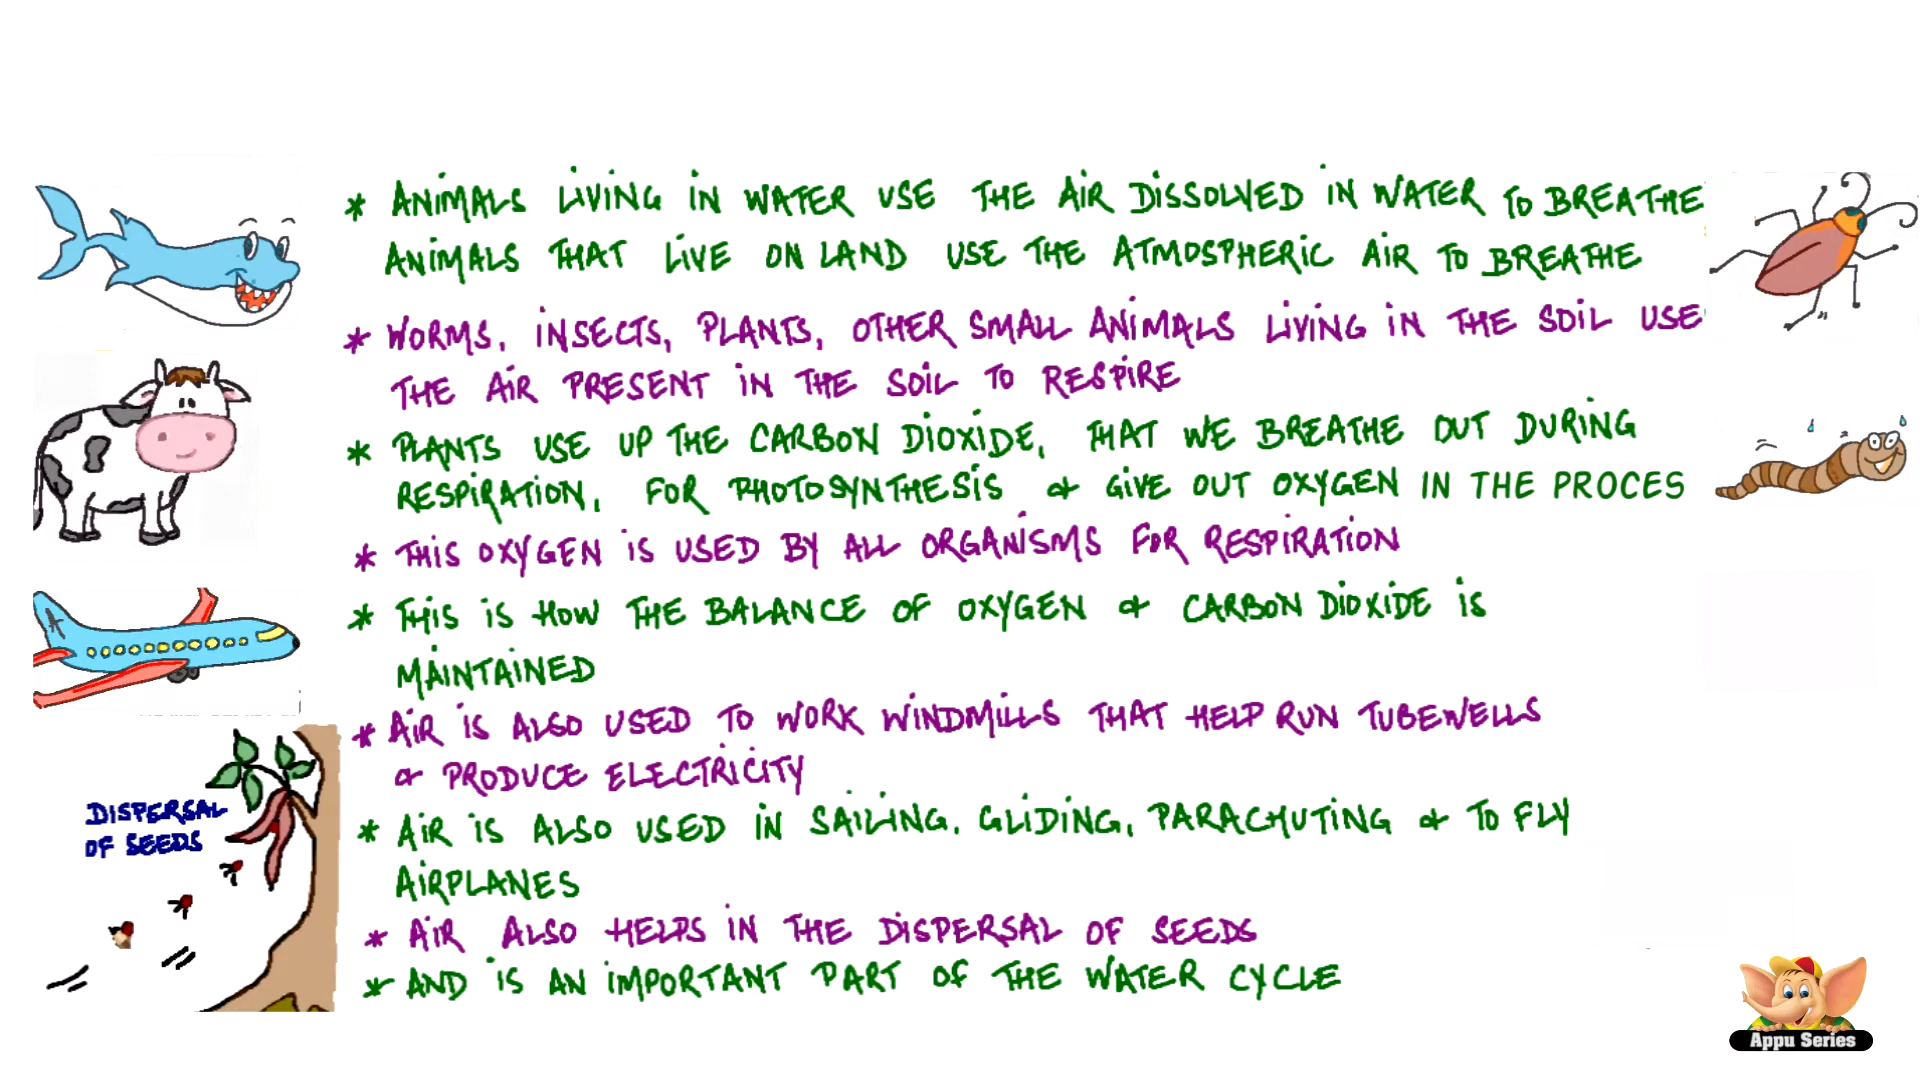 * ANIMALS LIVING IN WATER USE THE AIR DISSOLVED IN WATER TO BREATHE
ANIMALS THAT LIVE ON LAND USE THE ATMOSPHERIC AIR TO BREATHE
* WORMS, INSECTS, PLANTS, OTHER SMALL ANIMALS LIVING IN THE SOIL USE
THE AIR PRESENT IN THE SOIL TO RESPIRE
* PLANTS USE UP THE CARBON DIOXIDE, THAT WE BREATHE OUT DURING
RESPIRATION, FOR PHOTOSYNTHESIS & GIVE OUT OXYGEN IN THE PROCES
* THIS OXYGEN IS USED BY ALL ORGANISMS FOR RESPIRATION
* THIS IS HOW THE BALANCE OF OXYGEN & CARBON DIOXIDE IS
MAINTAINED
* AIR IS ALSO USED TO WORK WINDMILLS THAT HELP RUN TUBEWELLS
& PRODUCE ELECTRICITY
* AIR IS ALSO USED IN SAILING, GLIDING, PARACHUTING & TO FLY
AIRPLANES
* AIR ALSO HELPS IN THE DISPERSAL OF SEEDS
* AND IS AN IMPORTANT PART OF THE WATER CYCLE
DISPERSAL
OF SEEDS
Appu Series